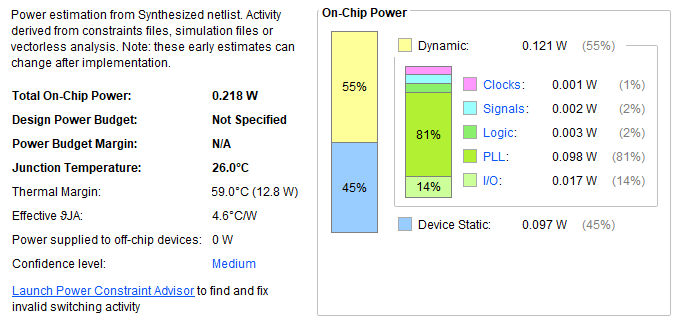 Power estimation from Synthesized netlist. Activity
derived from constraints files, simulation files or
vectorless analysis. Note: these early estimates can
change after implementation.
Total On-Chip Power: 0.218 W
Design Power Budget: Not Specified
Power Budget Margin: N/A
Junction Temperature: 26.0°C
Thermal Margin: 59.0°C (12.8 W)
Effective ϑJA: 4.6°C/W
Power supplied to off-chip devices: 0 W
Confidence level: Medium
Launch Power Constraint Advisor to find and fix
invalid switching activity
On-Chip Power
55%
45%
Dynamic: 0.121 W (55%)
81%
14%
Clocks: 0.001 W (1%)
Signals: 0.002 W (2%)
Logic: 0.003 W (2%)
PLL: 0.098 W (81%)
I/O: 0.017 W (14%)
Device Static: 0.097 W (45%)